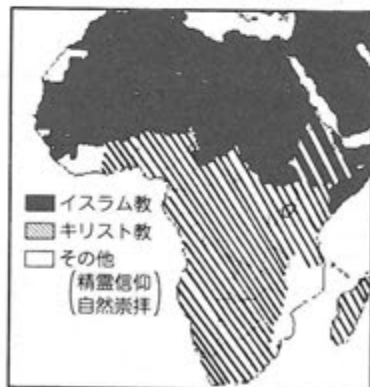 イスラム教
キリスト教
その他
(精霊信仰
自然崇拝)